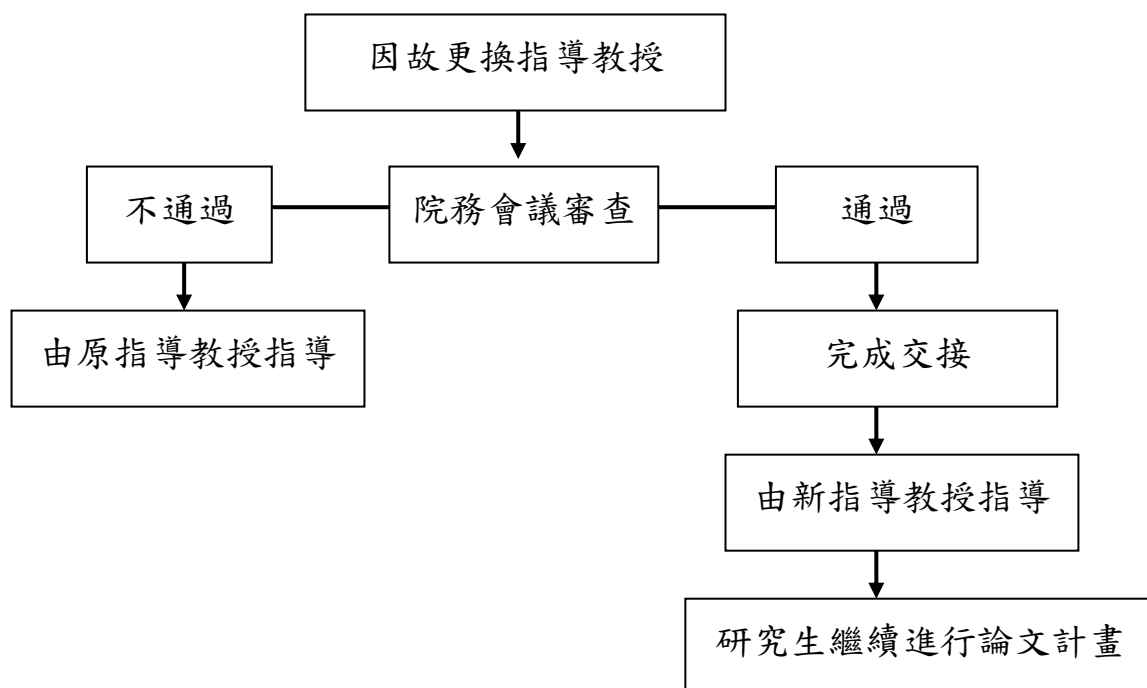 因故更換指導教授
不通過
院務會議審查
通過
由原指導教授指導
完成交接
由新指導教授指導
研究生繼續進行論文計畫